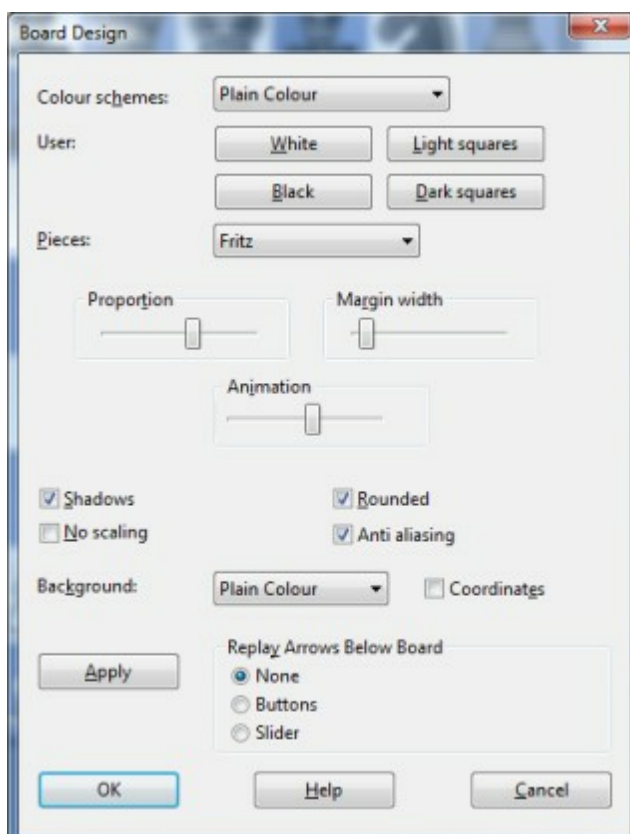 Board Design
Colour schemes: Plain Colour
User: White Light squares
Black Dark squares
Pieces: Fritz
Proportion Margin width
Animation
Shadows Rounded
No scaling Anti aliasing
Background: Plain Colour Coordinates
Replay Arrows Below Board
Apply None
Buttons
Slider
OK Help Cancel